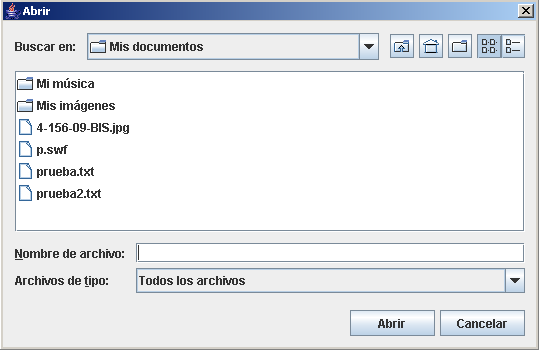 Abrir
Buscar en: Mis documentos
Mi música
Mis imágenes
4-156-09-BIS.jpg
p.swf
prueba.txt
prueba2.txt
Nombre de archivo:
Archivos de tipo: Todos los archivos
Abrir Cancelar